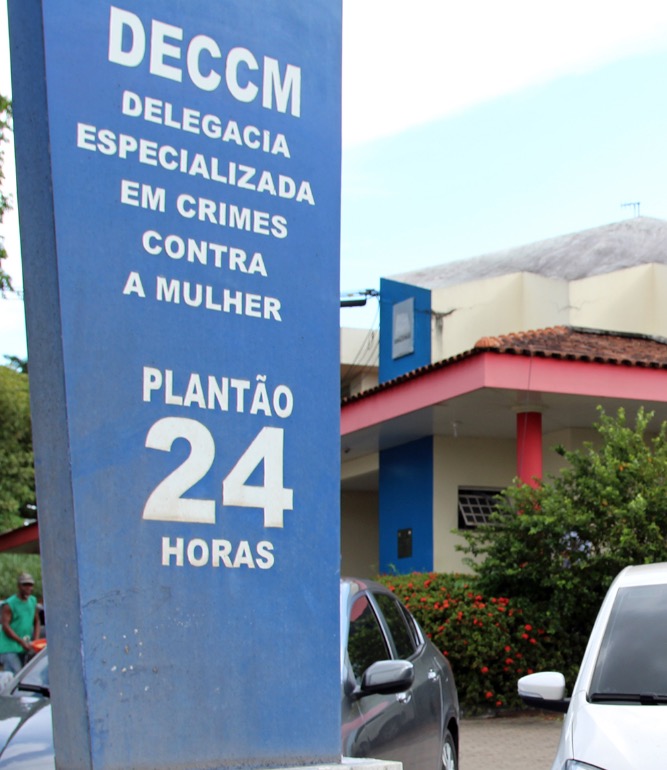 DECCM
DELEGACIA
ESPECIALIZADA
EM CRIMES
CONTRA
A MULHER
PLANTÃO
24
HORAS